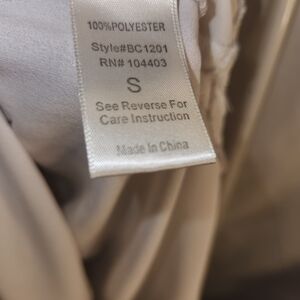 100%POLYESTER
Style#BC1201
RN# 104403
S
See Reverse For
Care Instruction
Made In China